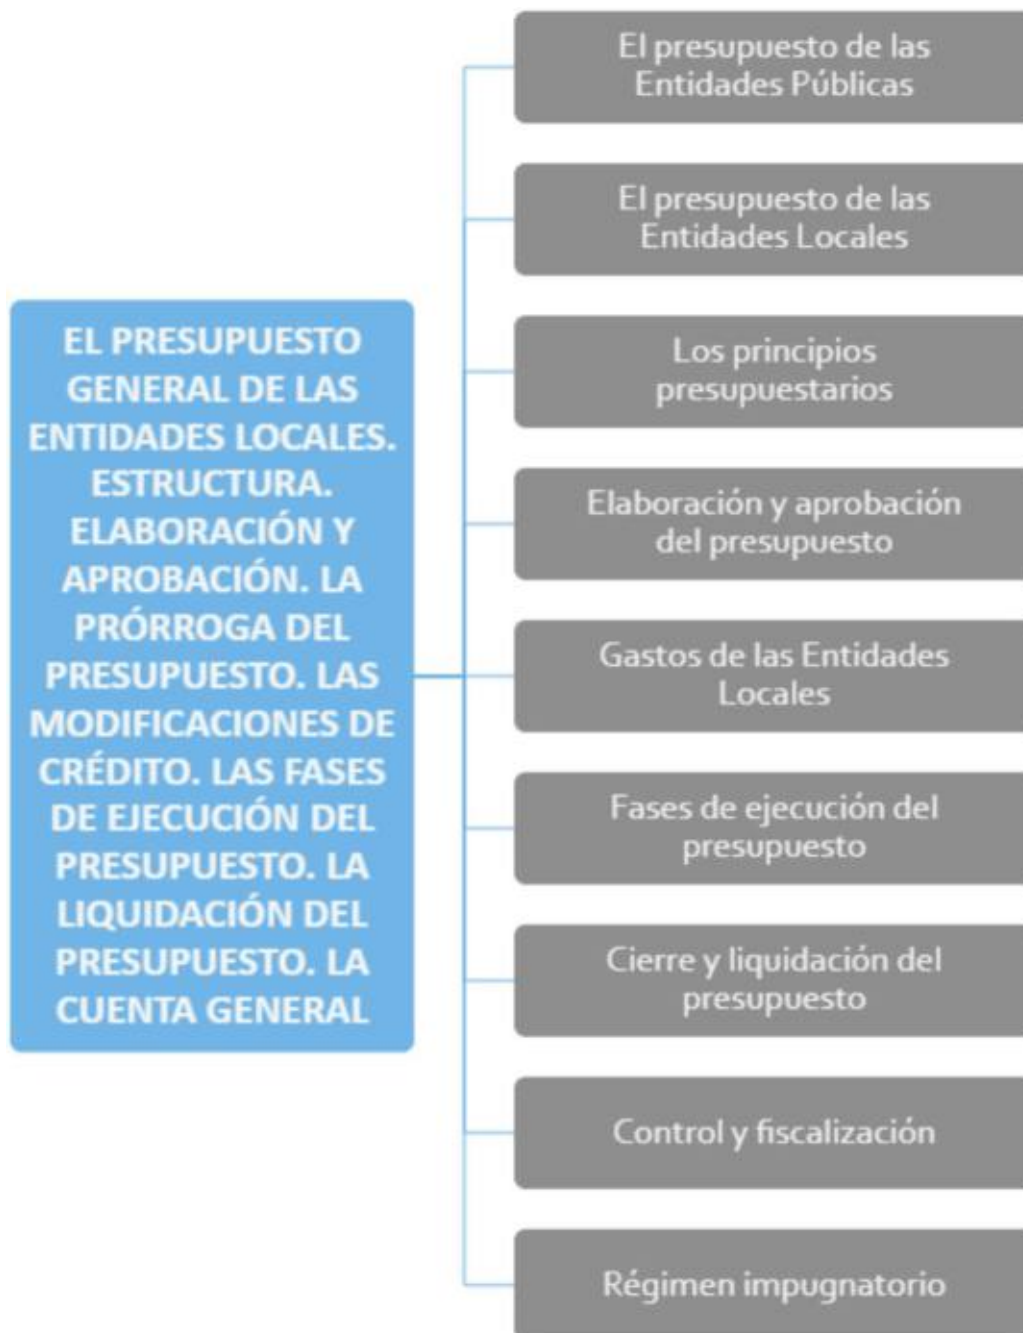 EL PRESUPUESTO
GENERAL DE LAS
ENTIDADES LOCALES.
ESTRUCTURA.
ELABORACIÓN Y
APROBACIÓN. LA
PRÓRROGA DEL
PRESUPUESTO. LAS
MODIFICACIONES DE
CRÉDITO. LAS FASES
DE EJECUCIÓN DEL
PRESUPUESTO. LA
LIQUIDACIÓN DEL
PRESUPUESTO. LA
CUENTA GENERAL
El presupuesto de las
Entidades Públicas
El presupuesto de las
Entidades Locales
Los principios
presupuestarios
Elaboración y aprobación
del presupuesto
Gastos de las Entidades
Locales
Fases de ejecución del
presupuesto
Cierre y liquidación del
presupuesto
Control y fiscalización
Régimen impugnatorio